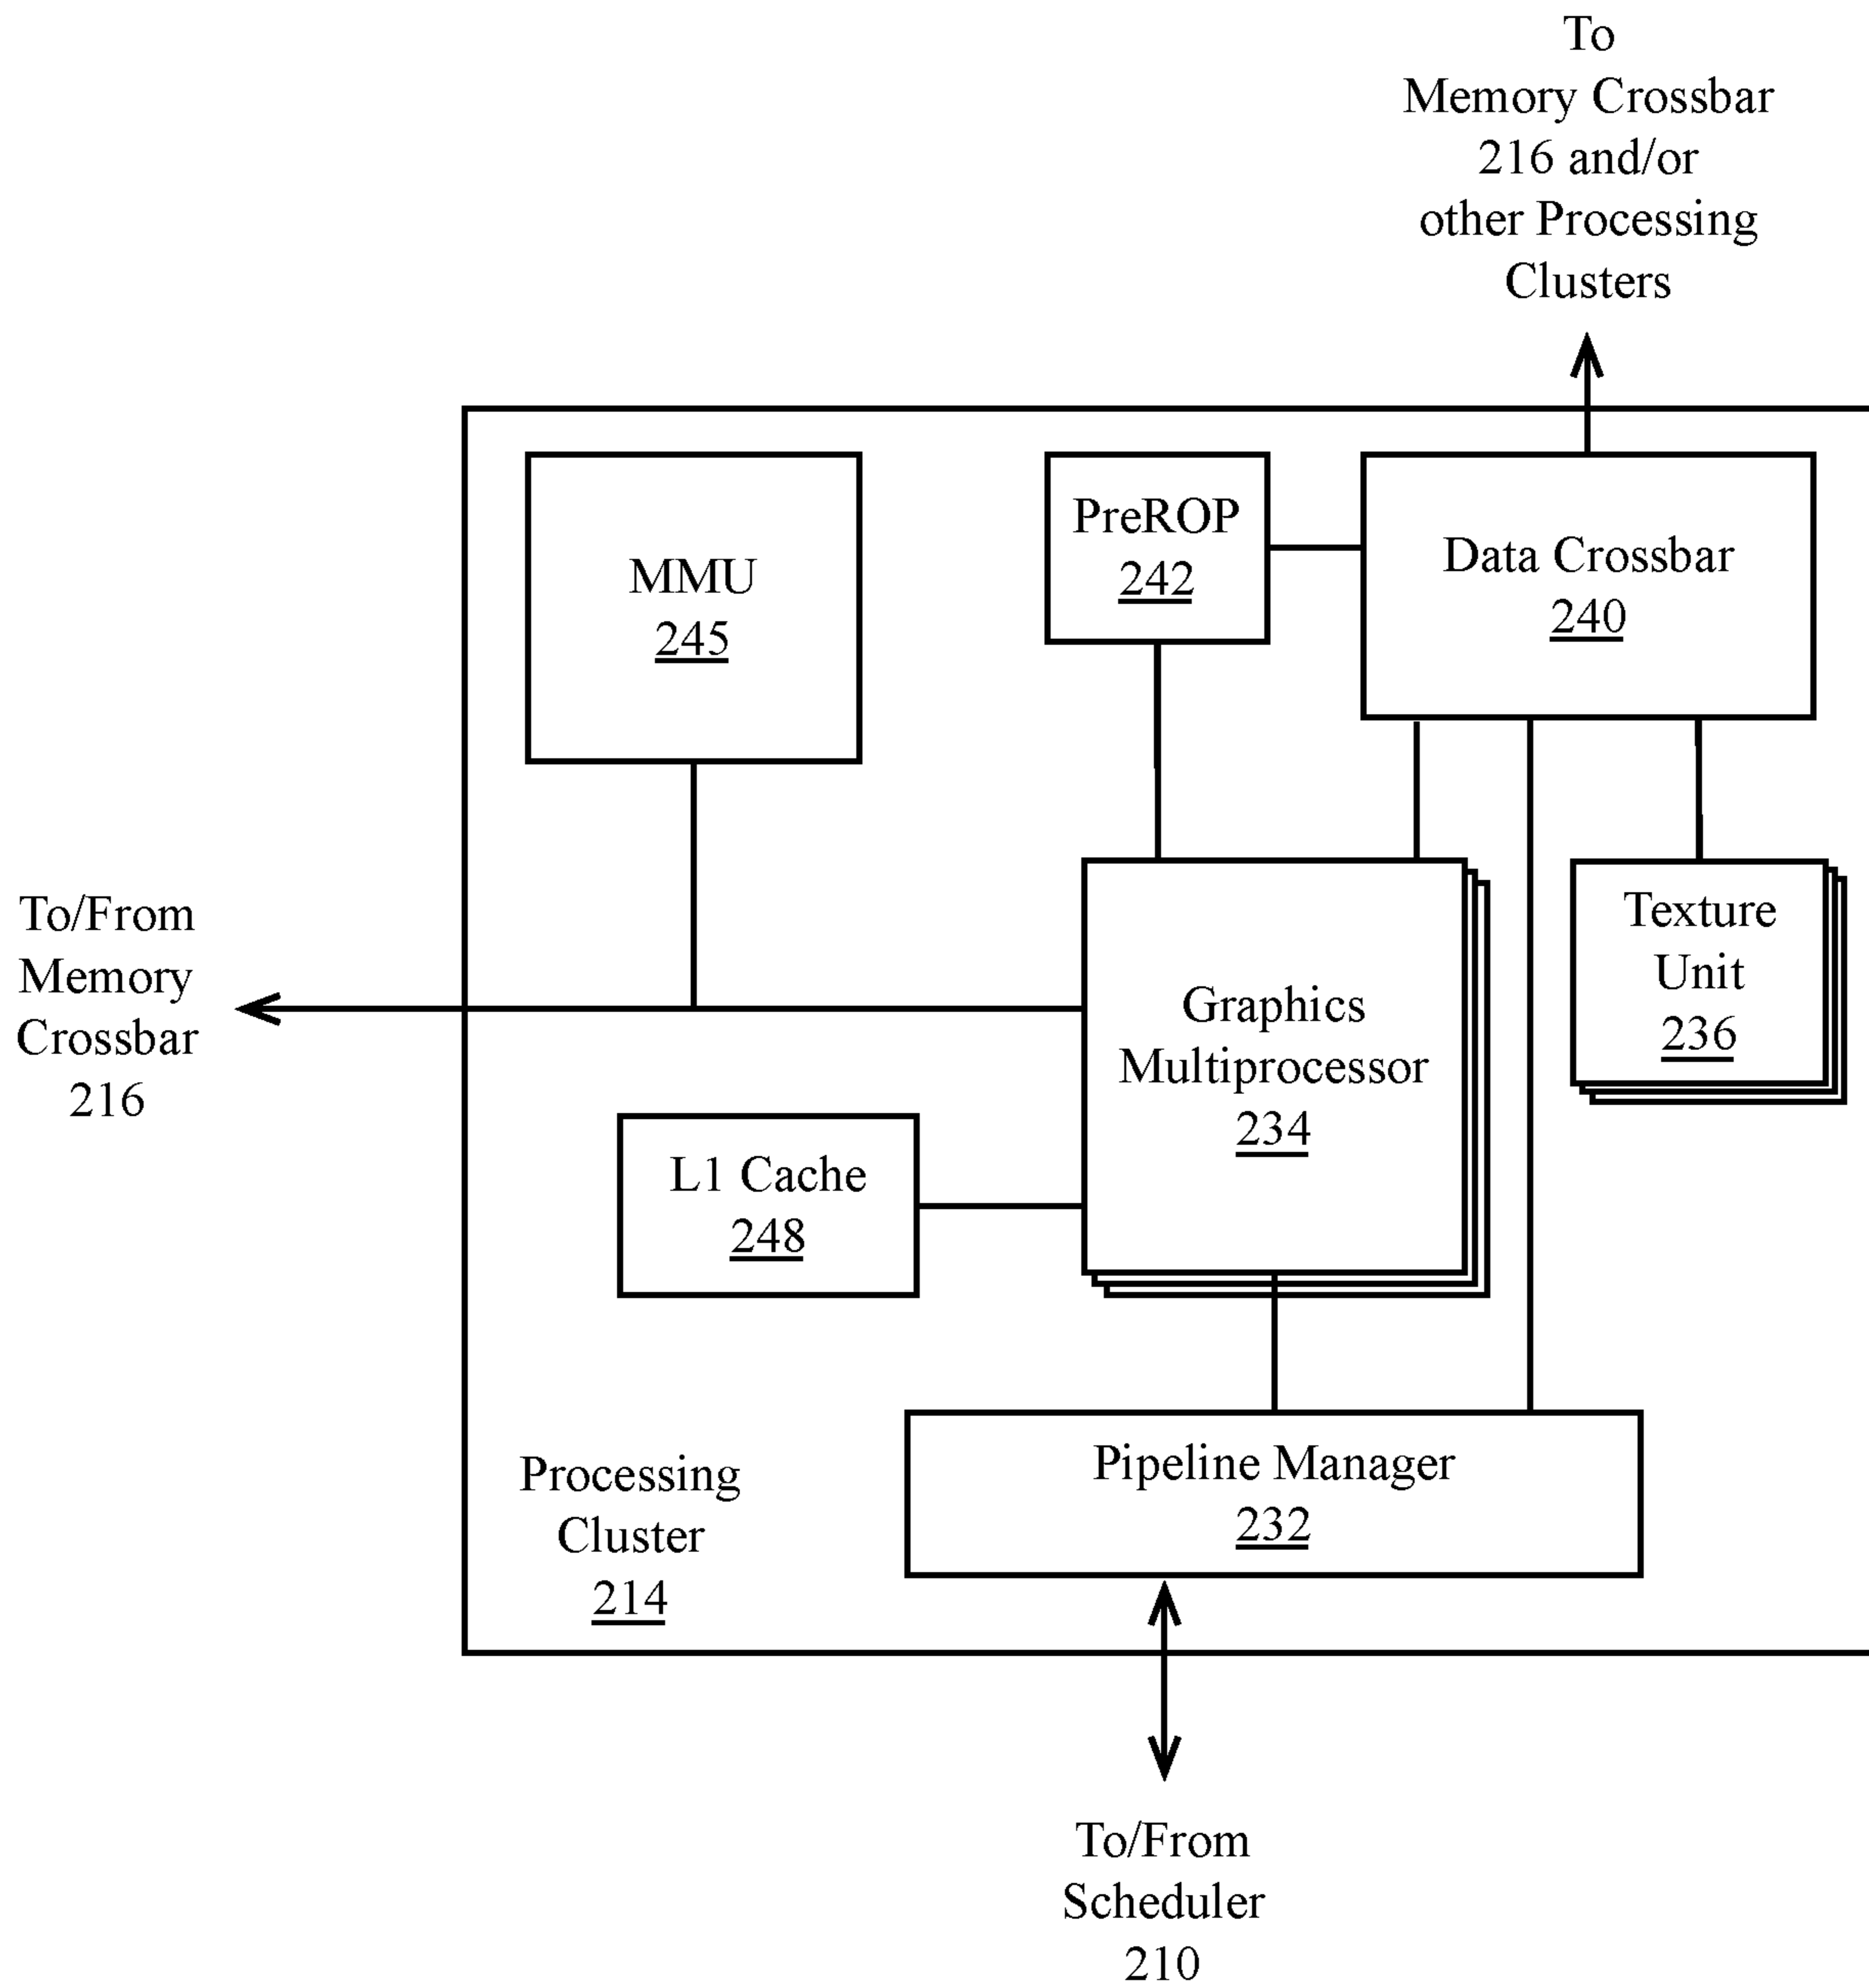 To
Memory Crossbar
216 and/or
other Processing
Clusters
MMU
245
PreROP
242
Data Crossbar
240
To/From
Memory
Crossbar
216
Graphics
Multiprocessor
234
Texture
Unit
236
L1 Cache
248
Processing
Cluster
214
Pipeline Manager
232
To/From
Scheduler
210